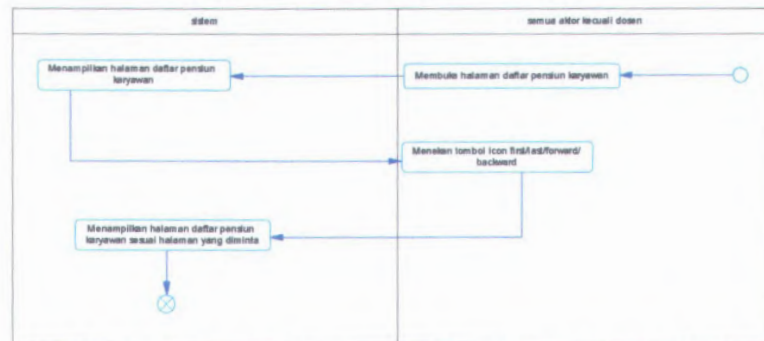 sistem
semua aktor kecuali dosen
Menampilkan halaman daftar pensiun
karyawan
Membuka halaman daftar pensiun karyawan
Menekan tombol icon first/last/forward/
backward
Menampilkan halaman daftar pensiun
karyawan sesuai halaman yang diminta